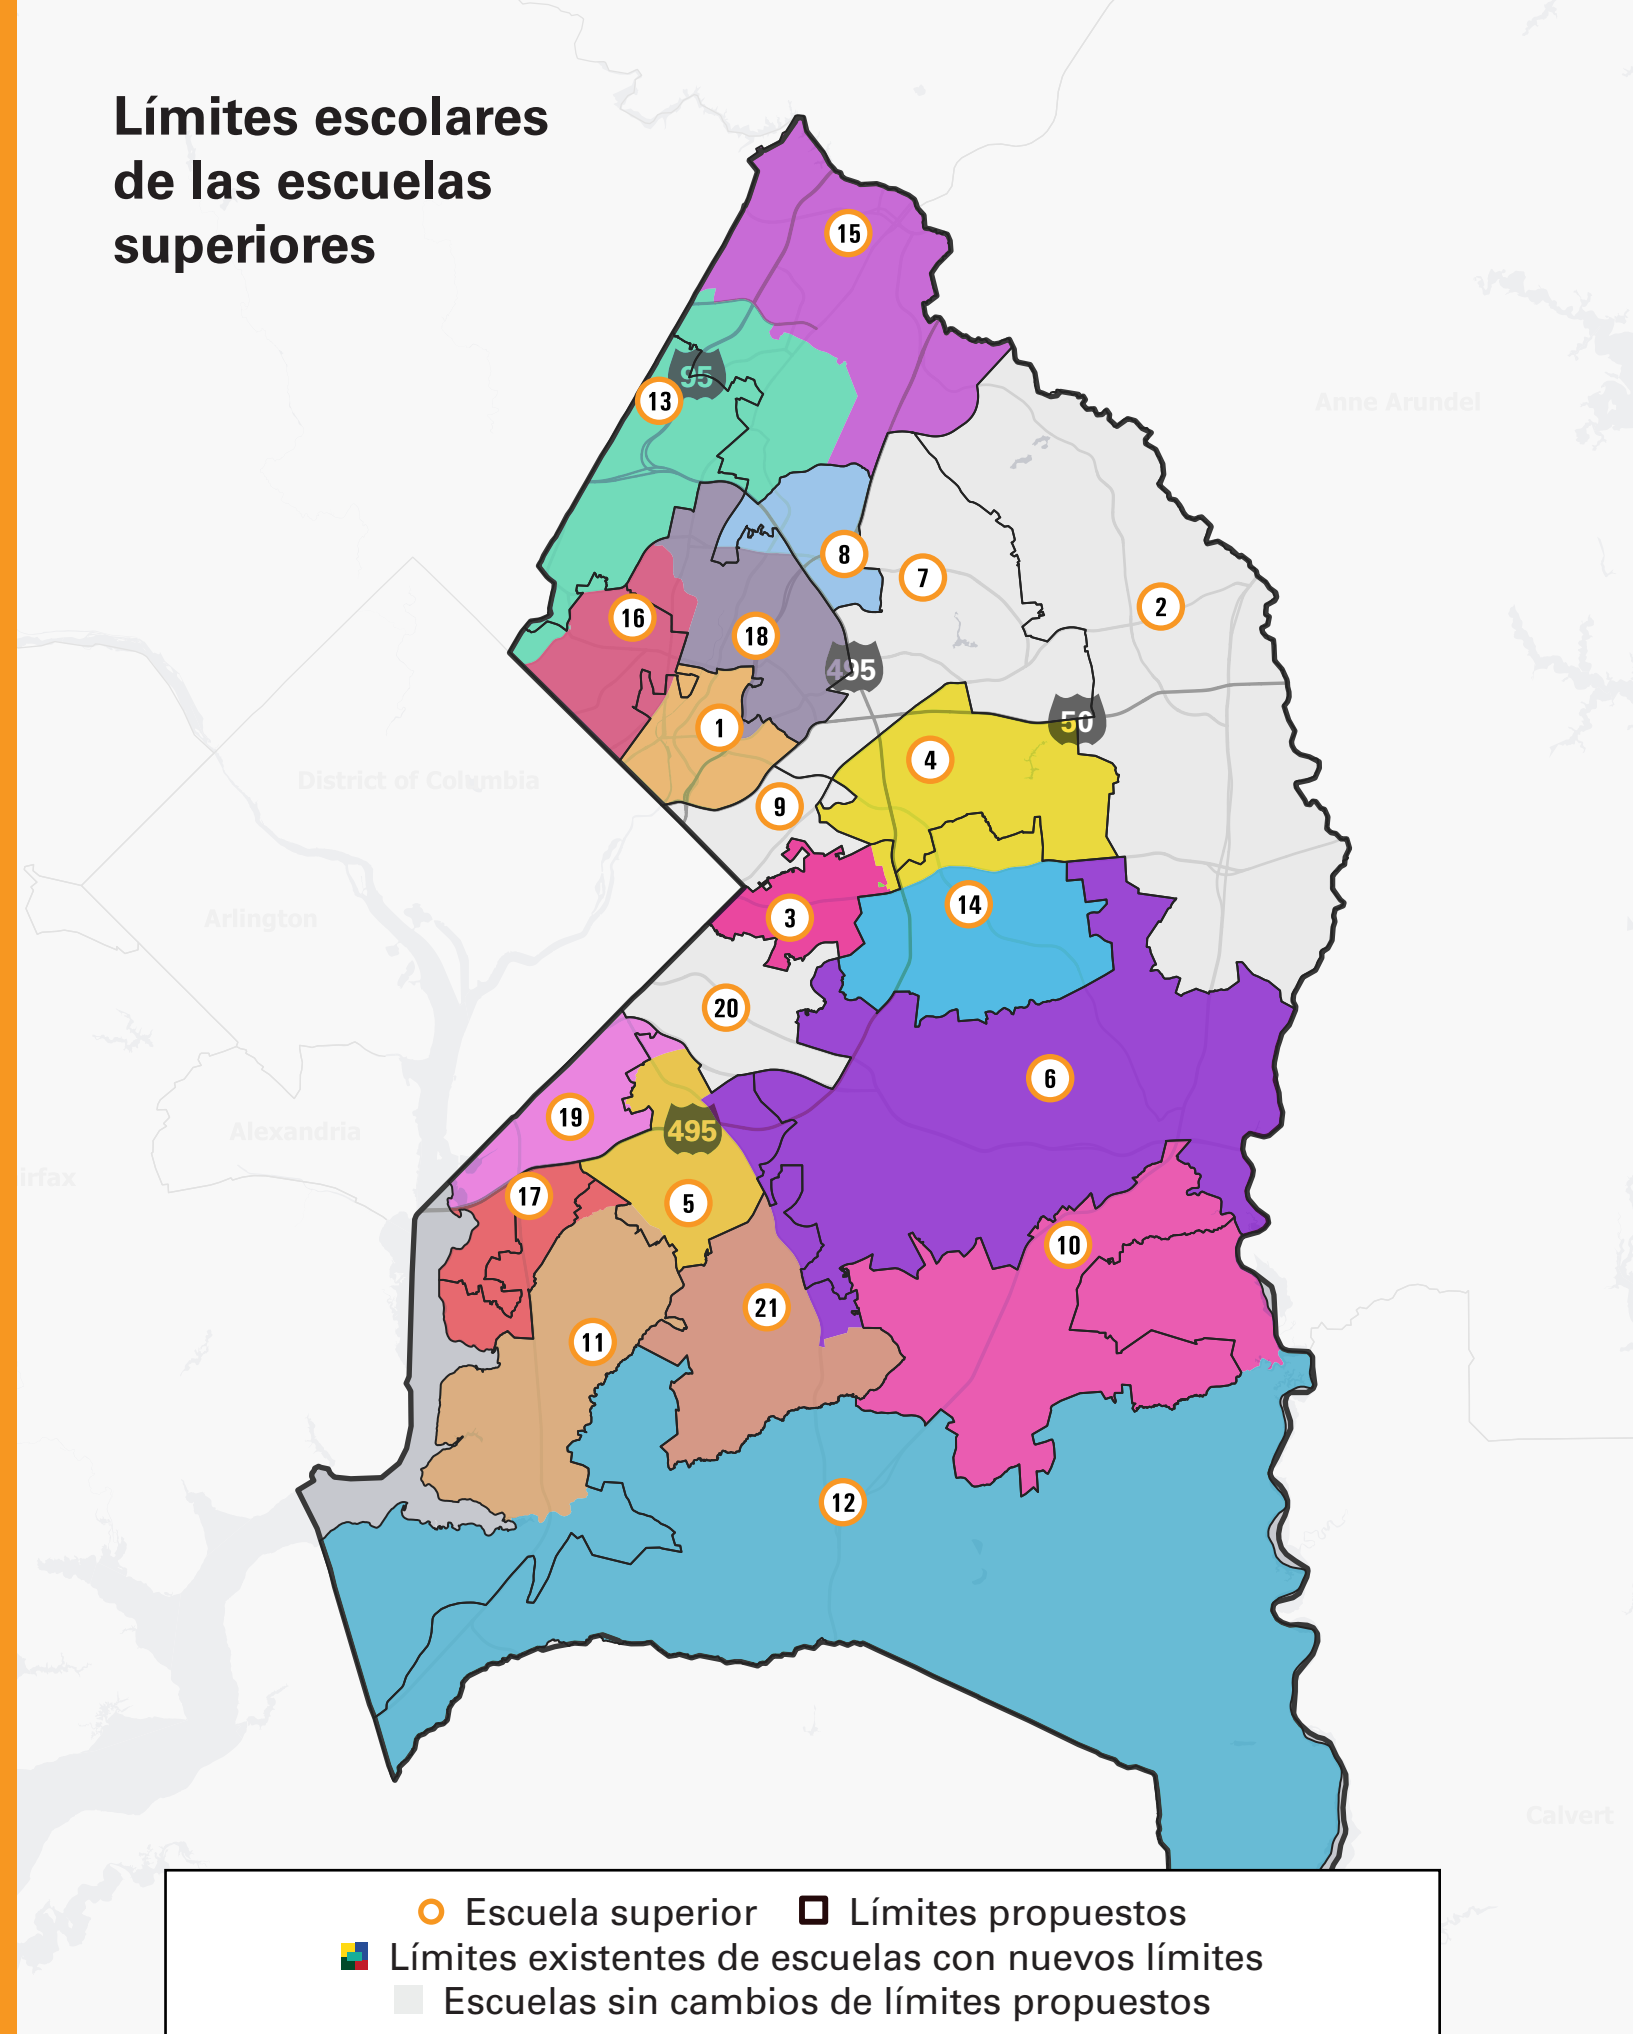 Límites escolares
de las escuelas
superiores
15
95
13
Anne Arundel
8
7
2
16
18
495
50
1
4
District of Columbia
9
3
14
Arlington
20
6
Alexandria
19
495
irfax
17
5
10
21
11
12
Calvert
Escuela superior Límites propuestos
Límites existentes de escuelas con nuevos límites
Escuelas sin cambios de límites propuestos